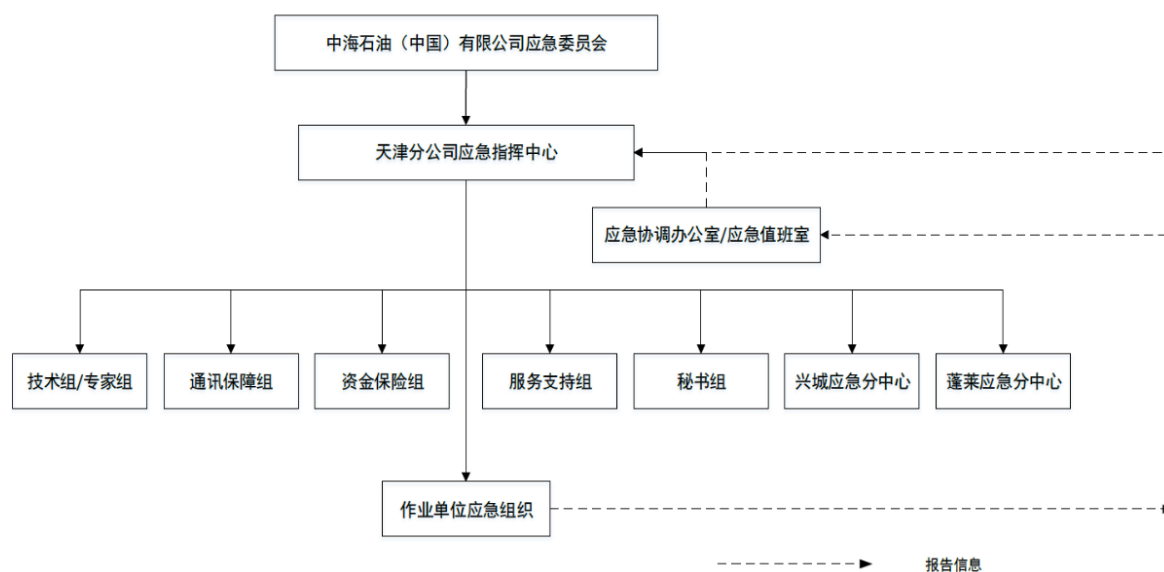 中海石油（中国）有限公司应急委员会
天津分公司应急指挥中心
应急协调办公室/应急值班室
技术组/专家组
通讯保障组
资金保险组
服务支持组
秘书组
兴城应急分中心
蓬莱应急分中心
作业单位应急组织
报告信息